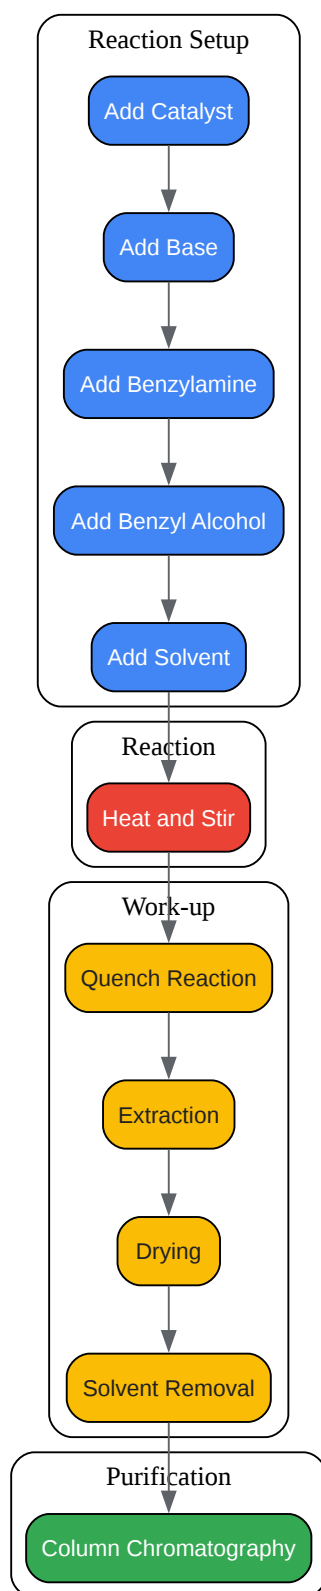 Reaction Setup
Add Catalyst
Add Base
Add Benzylamine
Add Benzyl Alcohol
Add Solvent
Reaction
Heat and Stir
Work-up
Quench Reaction
Extraction
Drying
Solvent Removal
Purification
Column Chromatography